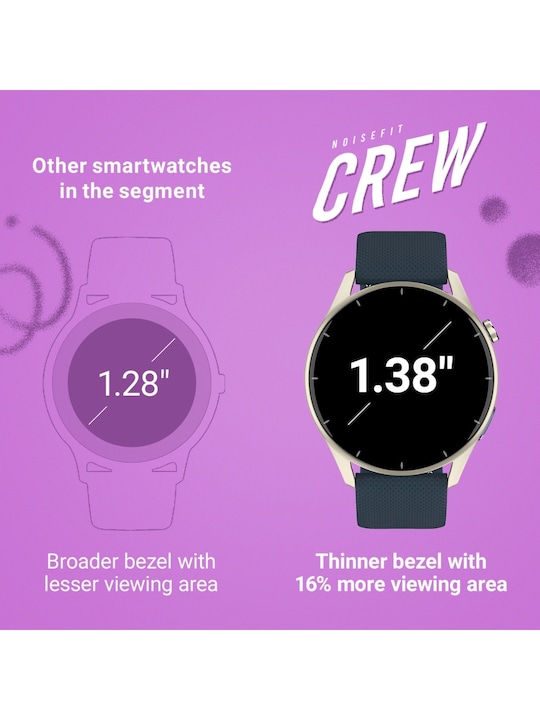 Other smartwatches
in the segment
NOISEFIT
CREW
1.28"
1.38"
Broader bezel with
lesser viewing area
Thinner bezel with
16% more viewing area